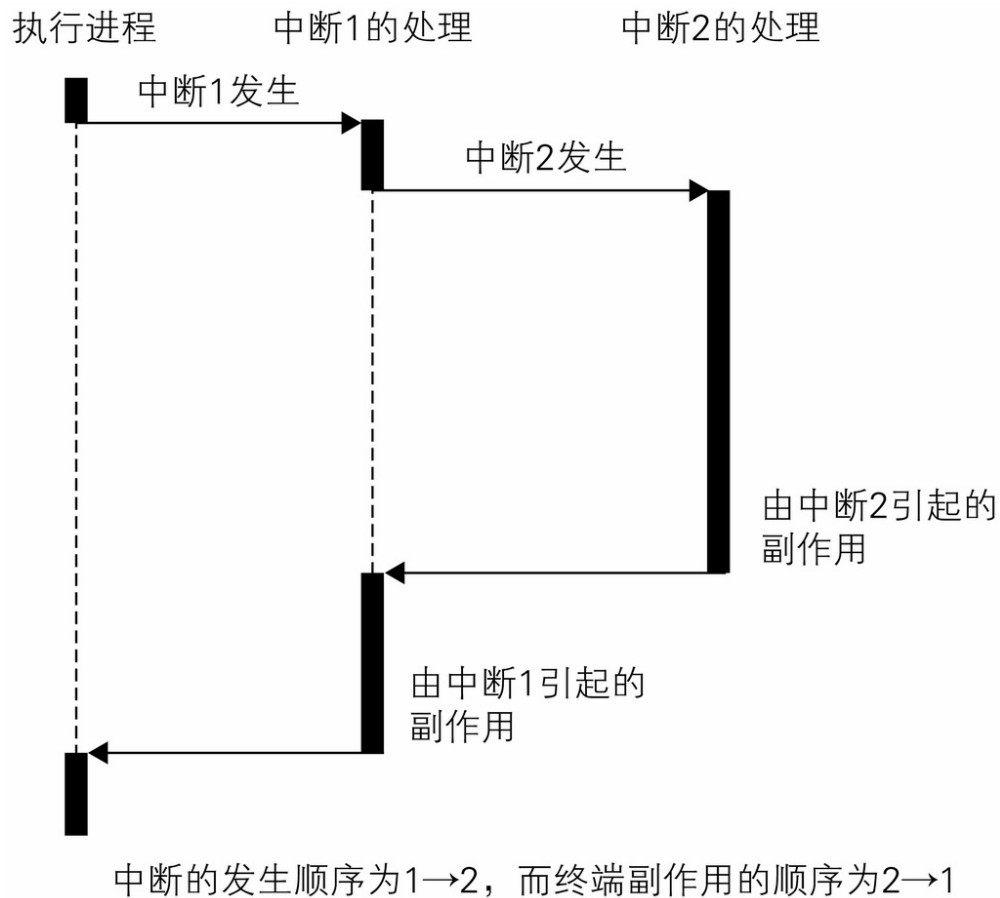 执行进程
中断1的处理
中断2的处理
中断1发生
中断2发生
由中断2引起的
副作用
由中断1引起的
副作用
中断的发生顺序为1→2，而终端副作用的顺序为2→1